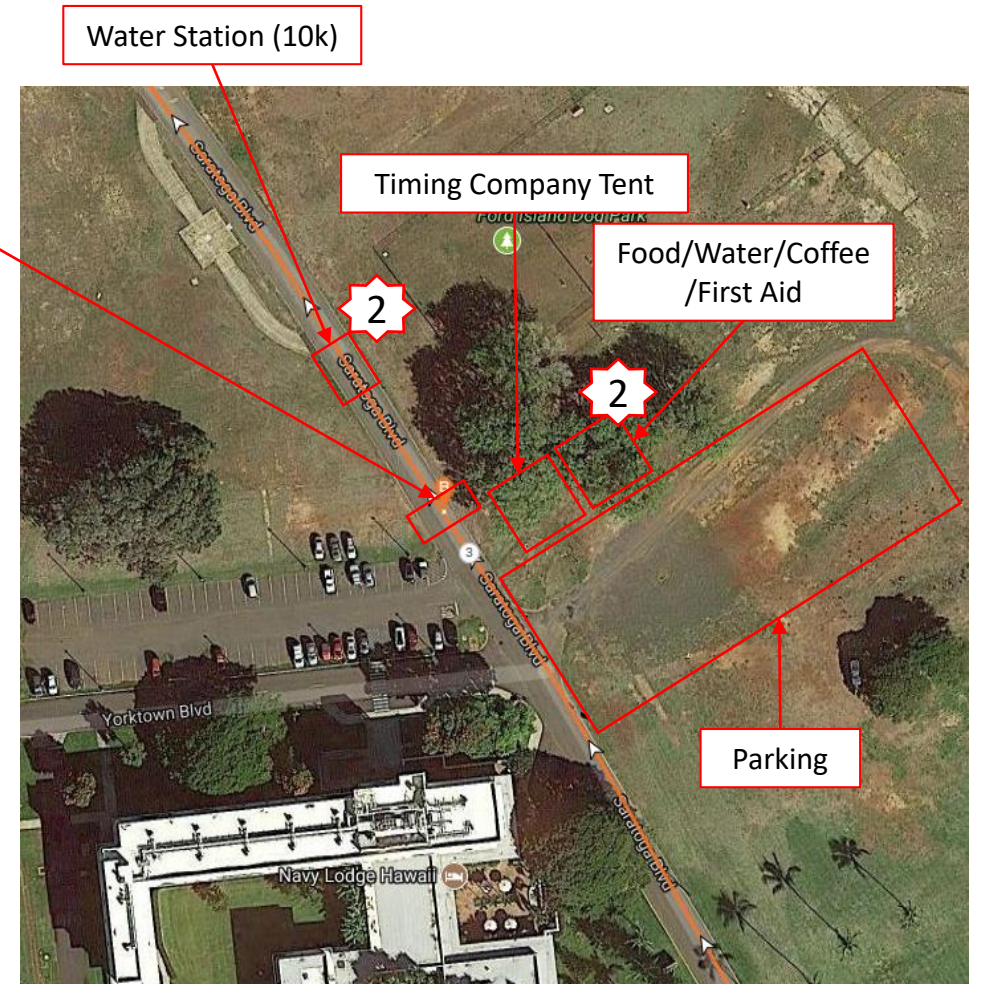 Water Station (10k)
Saratoga Blvd
Timing Company Tent
Ford Island Dog Park
Food/Water/Coffee
/First Aid
2
Saratoga Blvd
2
B
3
Saratoga Blvd
Yorktown Blvd
Parking
Saratoga Blvd
Navy Lodge Hawaii